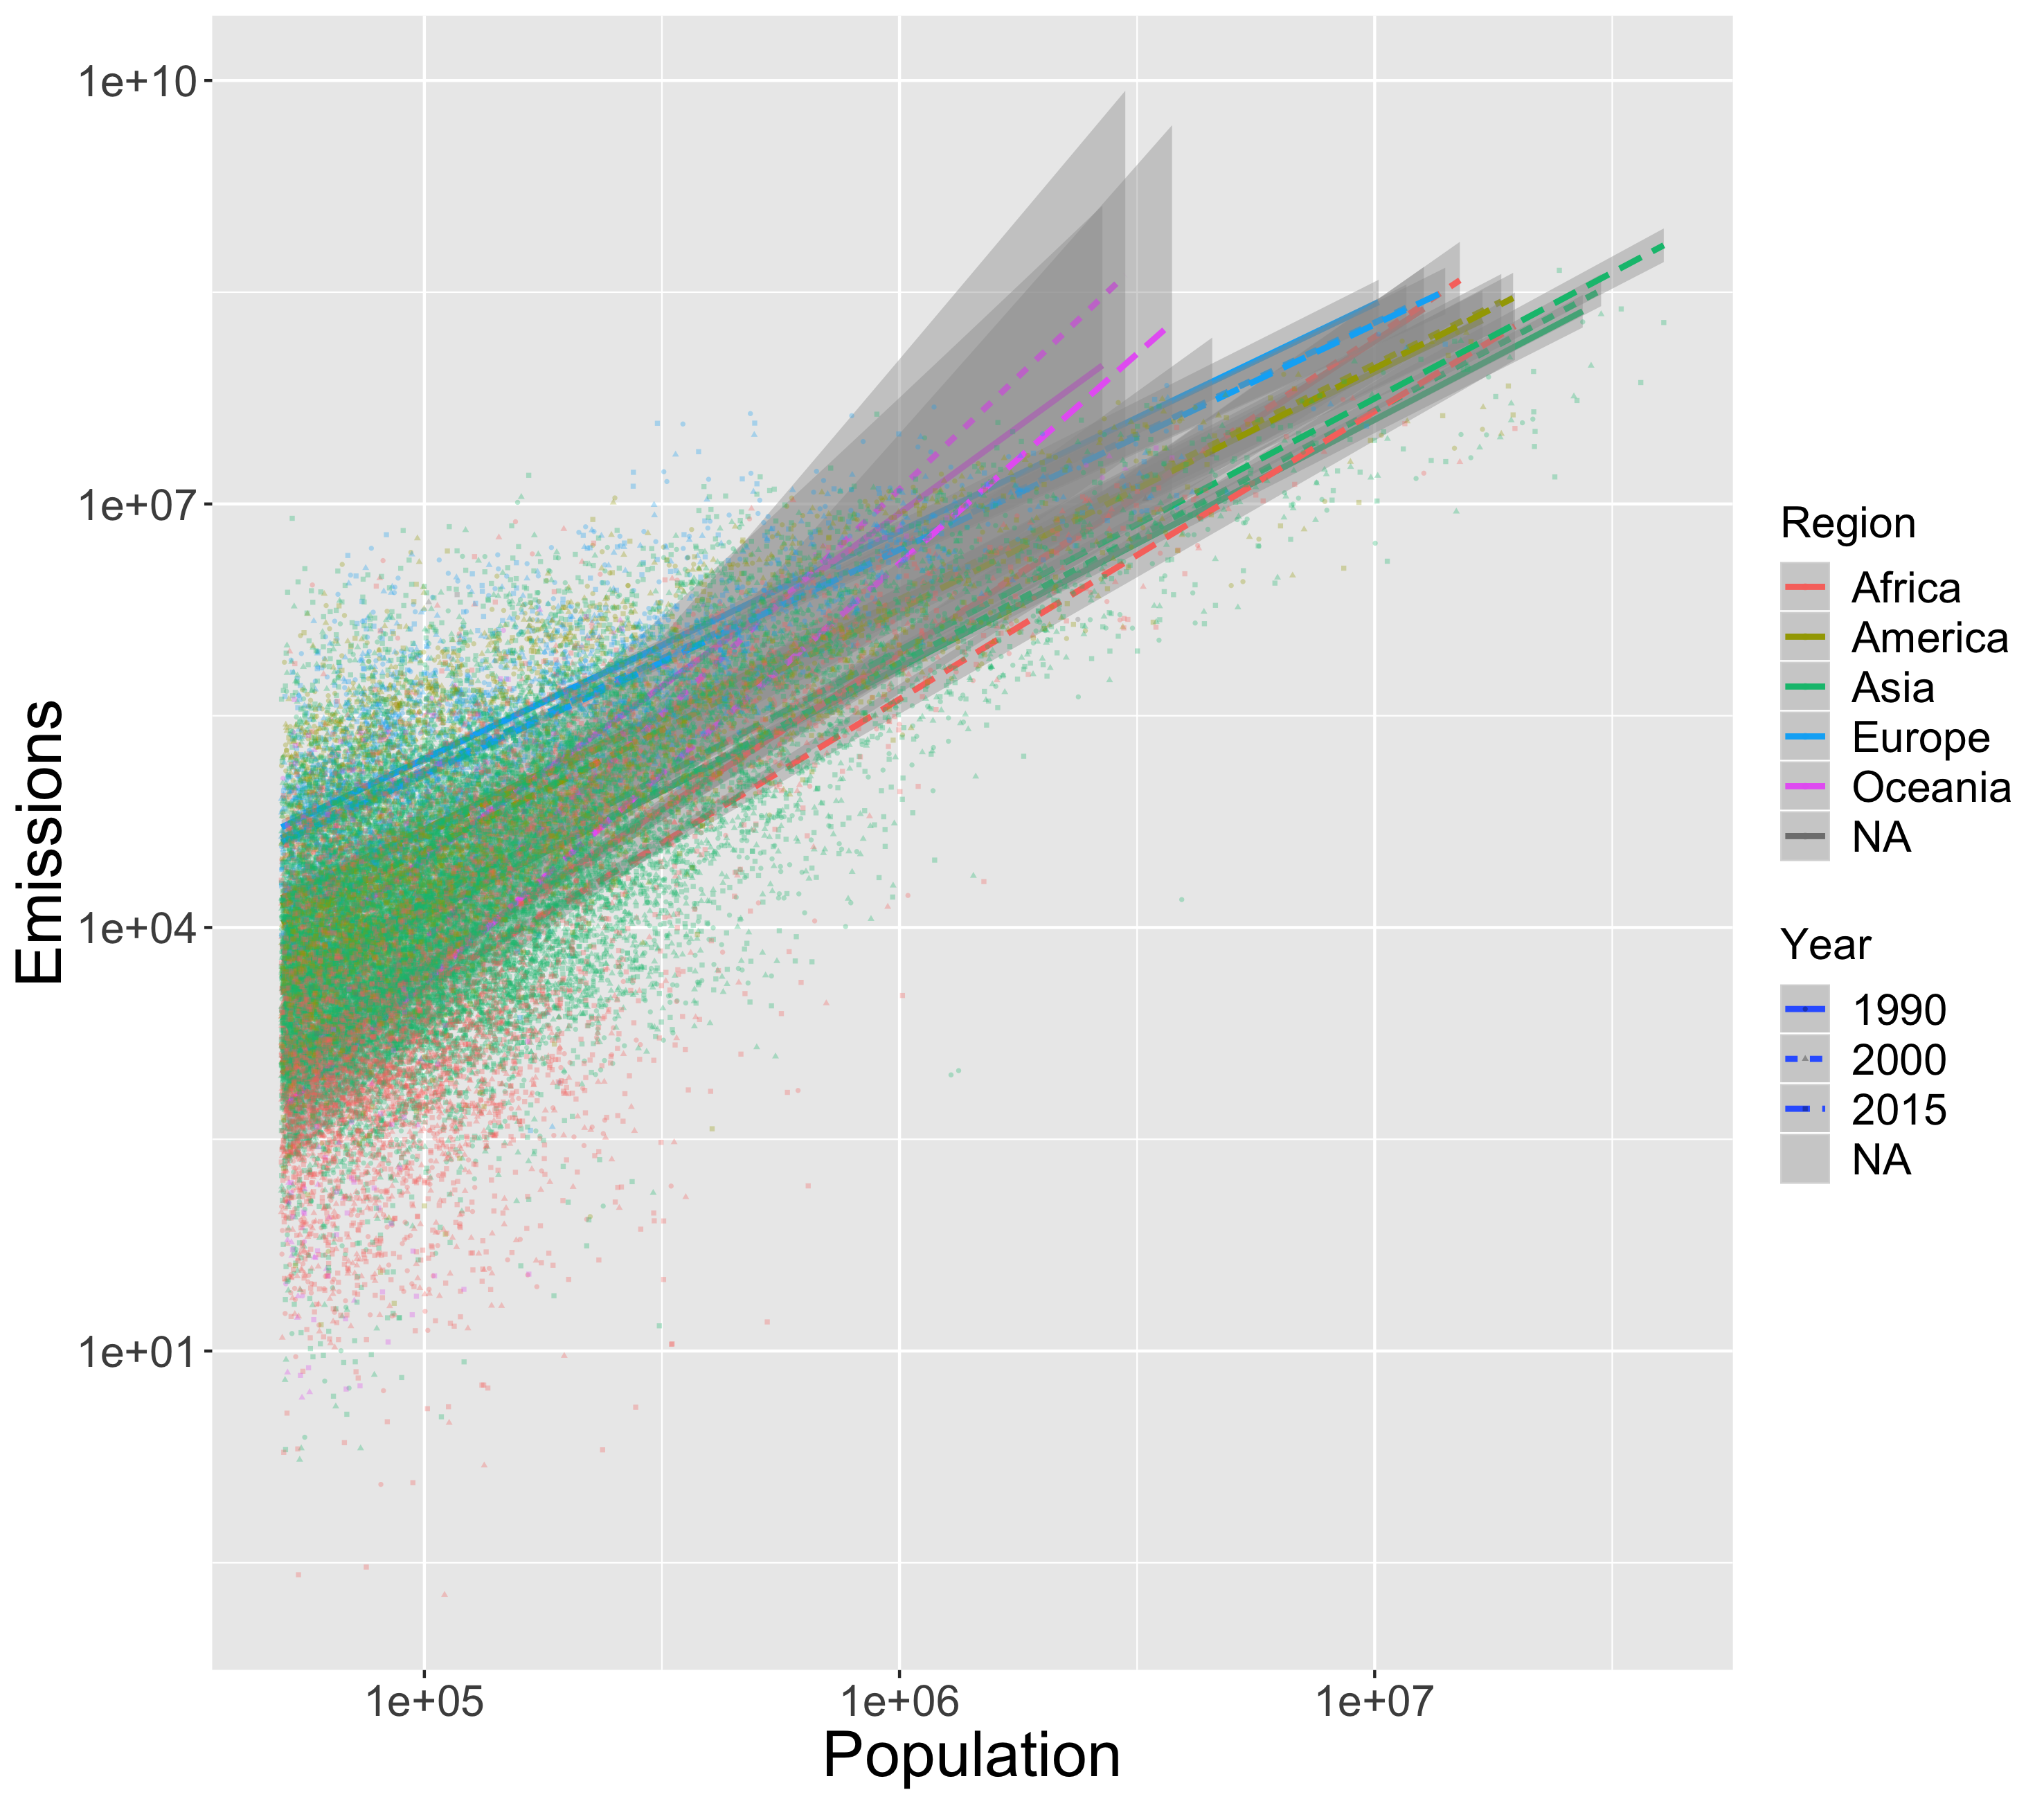 1e+10
1e+07
1e+04
1e+01
Emissions
1e+05
1e+06
1e+07
Population
Region
Africa
America
Asia
Europe
Oceania
NA
Year
1990
2000
2015
NA